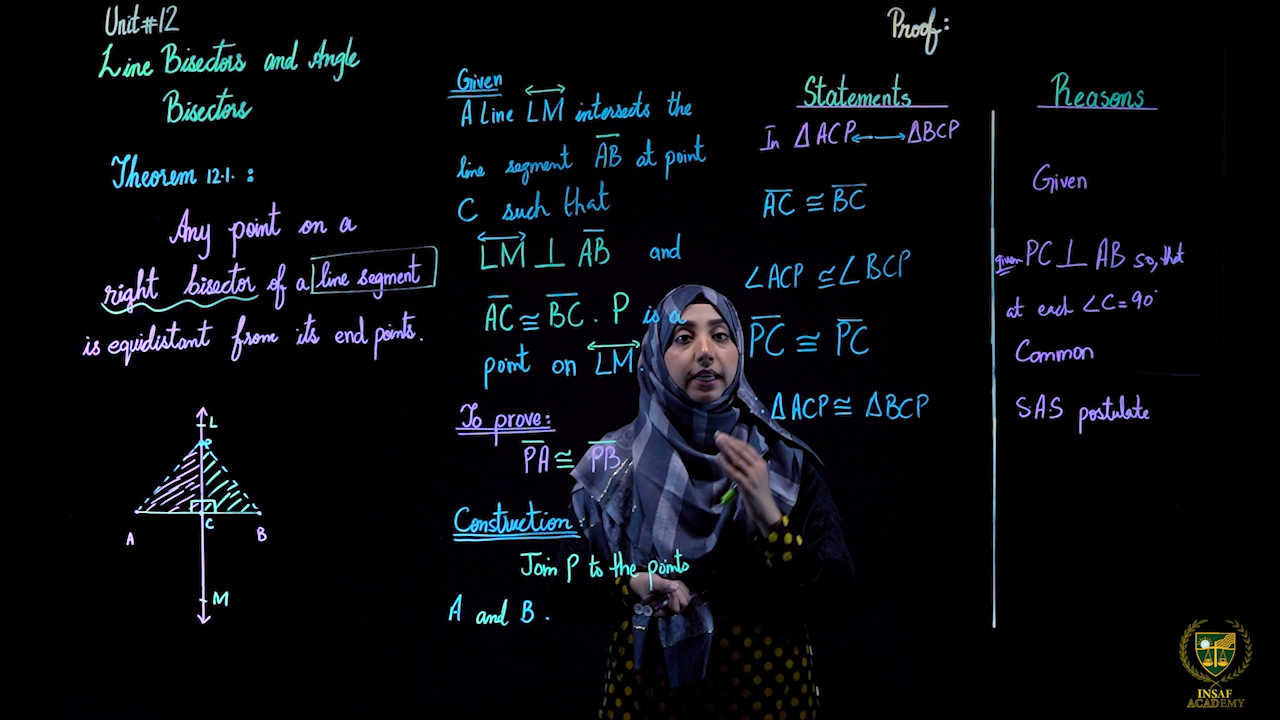 Unit#12
Line Bisectors and Angle
Bisectors
Theorem 12.1. :
Any point on a
right bisector of a line segment
is equidistant from its end points.
L
P
A
C
B
M
Given
A line LM intersects the
line segment AB at point
C such that
LM ⊥ AB and
AC ≅ BC . P is a
point on LM.
To prove:
PA ≅ PB
Construction:
Join P to the points
A and B .
Proof:
Statements
In ΔACP ←→ ΔBCP
AC ≅ BC
∠ACP ≅ ∠BCP
PC ≅ PC
ΔACP ≅ ΔBCP
Reasons
Given
given PC ⊥ AB so, that
at each ∠C = 90°
Common
SAS postulate
INSAF
ACADEMY